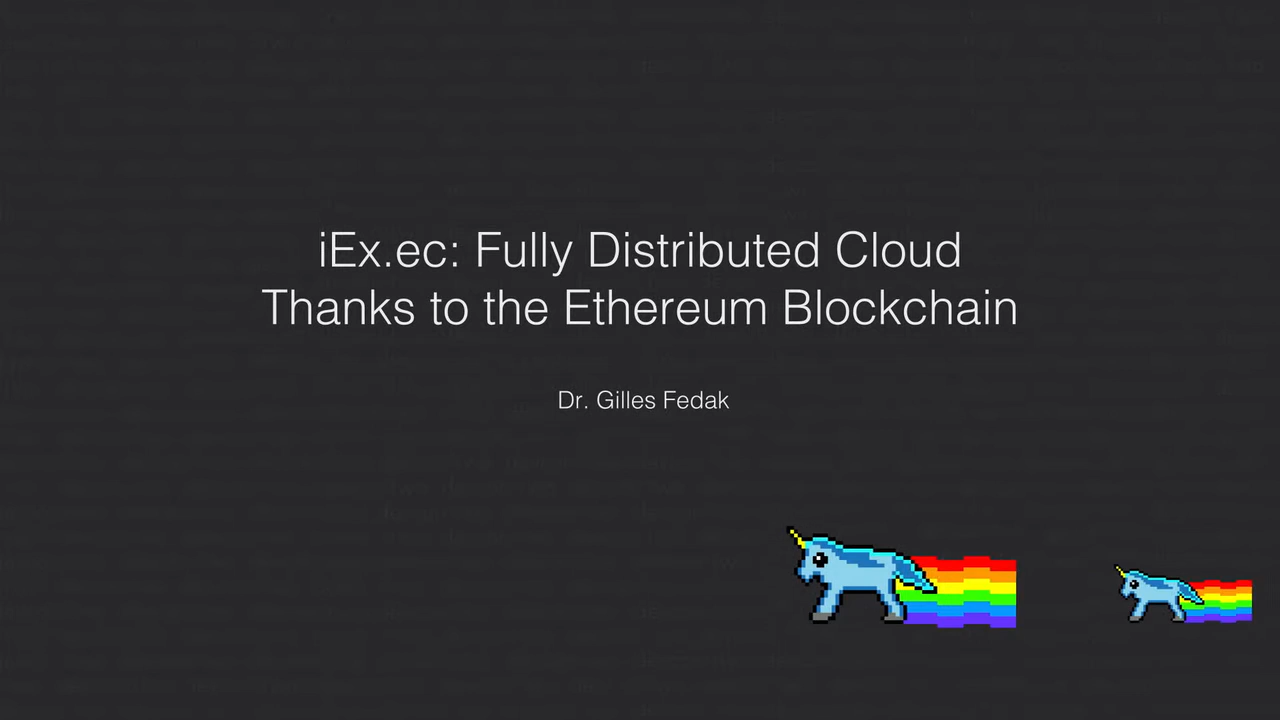 iEx.ec: Fully Distributed Cloud
Thanks to the Ethereum Blockchain
Dr. Gilles Fedak